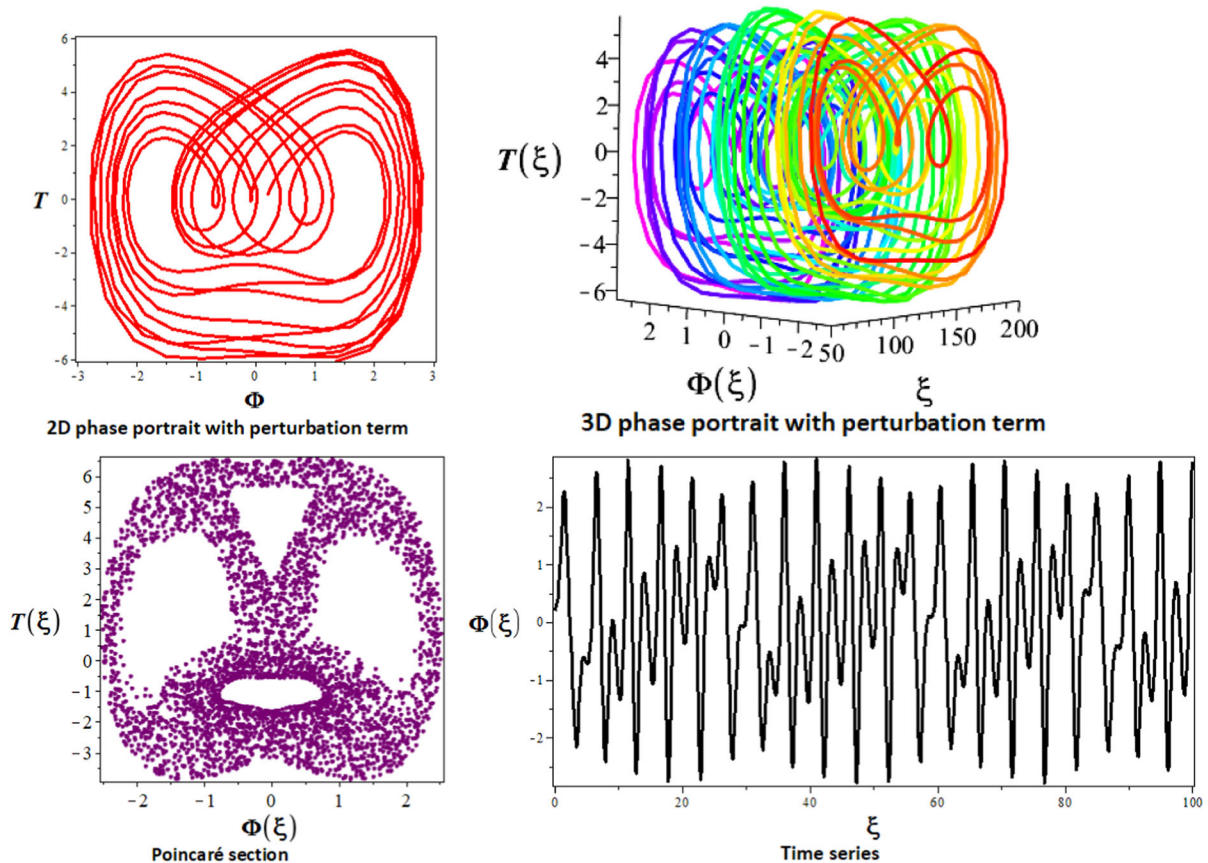 6
4
2
T 0
-2
-4
-6
-3 -2 -1 0 1 2 3
Φ
2D phase portrait with perturbation term
4
2
T(ξ) 0
-2
-4
-6
2 1 0 -1 -2 50 100 150 200
Φ(ξ) ξ
3D phase portrait with perturbation term
6
5
4
3
2
T(ξ) 1
0
-1
-2
-3
-2 -1 0 1 2
Φ(ξ)
Poincaré section
2
1
Φ(ξ) 0
-1
-2
0 20 40 60 80 100
ξ
Time series